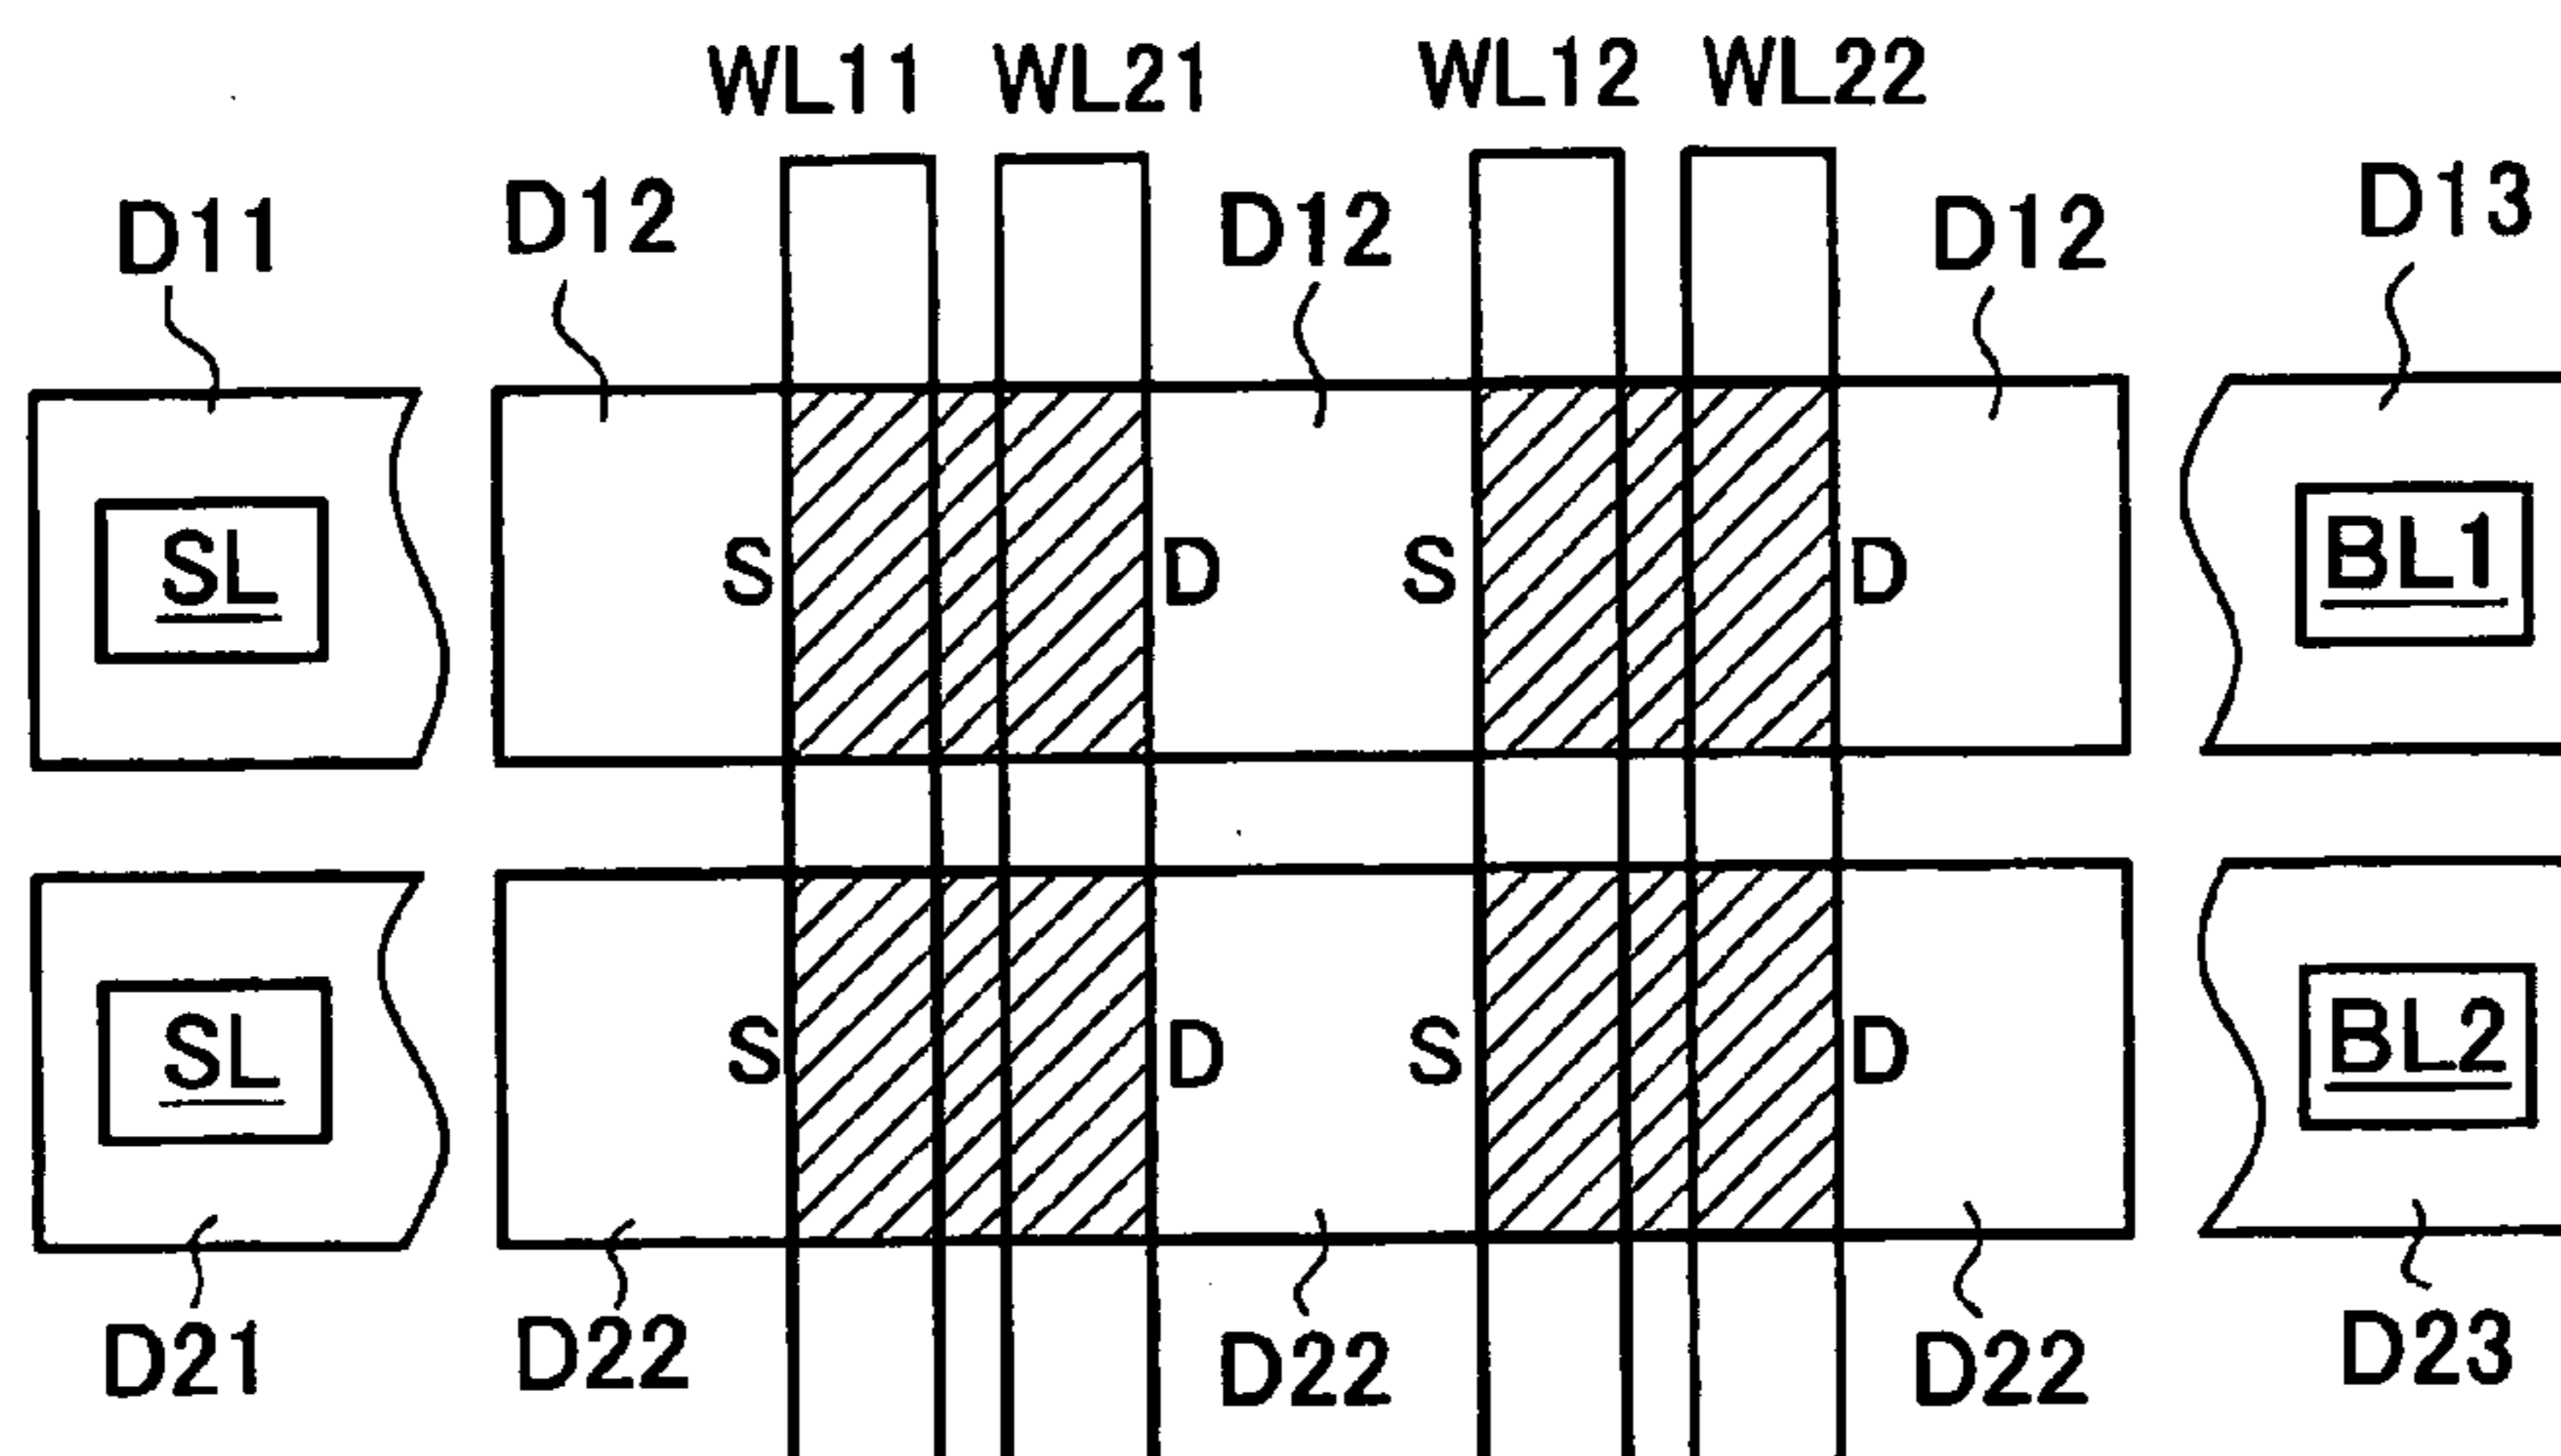 WL11 WL21 WL12 WL22
D11 D12 D12 D12 D13
SL S D S D BL1
SL S D S D BL2
D21 D22 D22 D22 D23